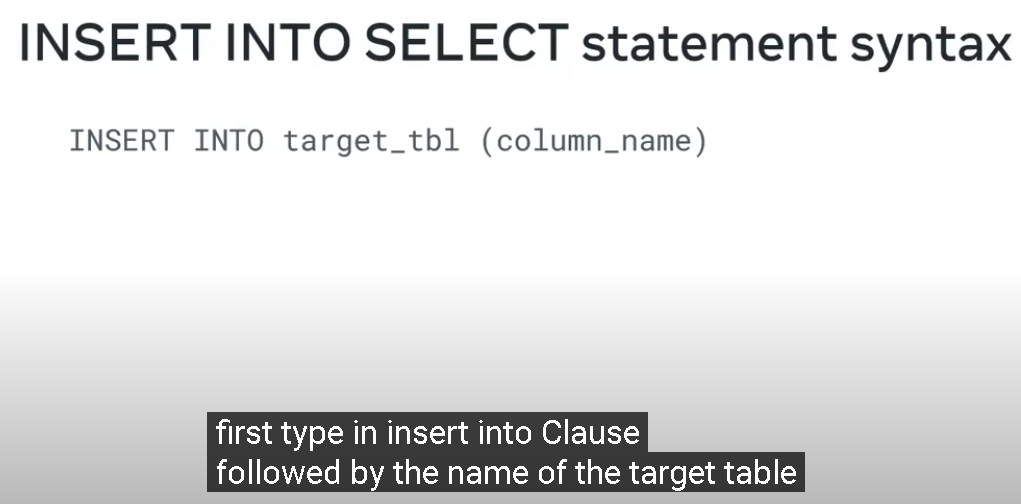 INSERT INTO SELECT statement syntax
INSERT INTO target_tbl (column_name)
first type in insert into Clause
followed by the name of the target table